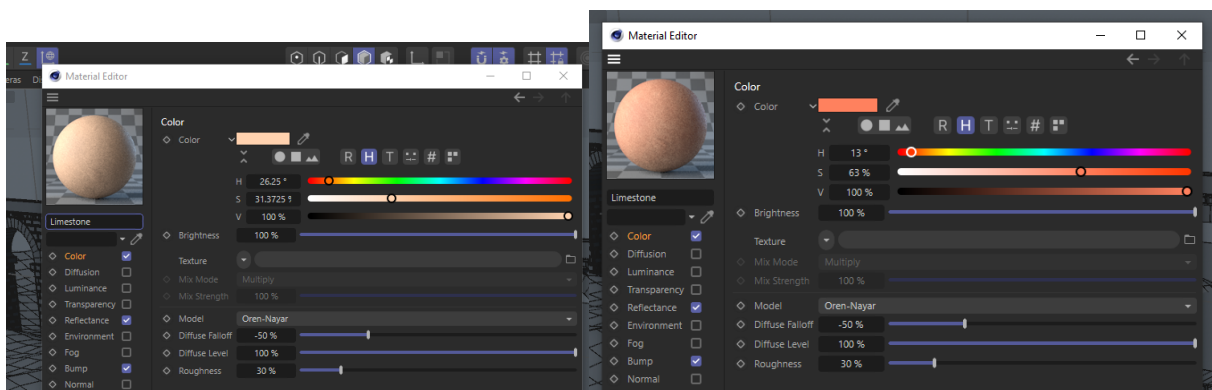 Z
eras
Material Editor
Color
Color
R H T #
H 26.25 °
S 31.3725 %
V 100 %
Limestone
Brightness 100 %
Color
Texture
Diffusion
Mix Mode Multiply
Luminance
Mix Strength 100 %
Transparency
Reflectance
Model Oren-Nayar
Environment
Diffuse Falloff -50 %
Fog
Diffuse Level 100 %
Bump
Roughness 30 %
Normal
Material Editor
Color
Color
R H T #
H 13 °
S 63 %
V 100 %
Limestone
Brightness 100 %
Color
Texture
Diffusion
Mix Mode Multiply
Luminance
Mix Strength 100 %
Transparency
Reflectance
Model Oren-Nayar
Environment
Diffuse Falloff -50 %
Fog
Diffuse Level 100 %
Bump
Roughness 30 %
Normal